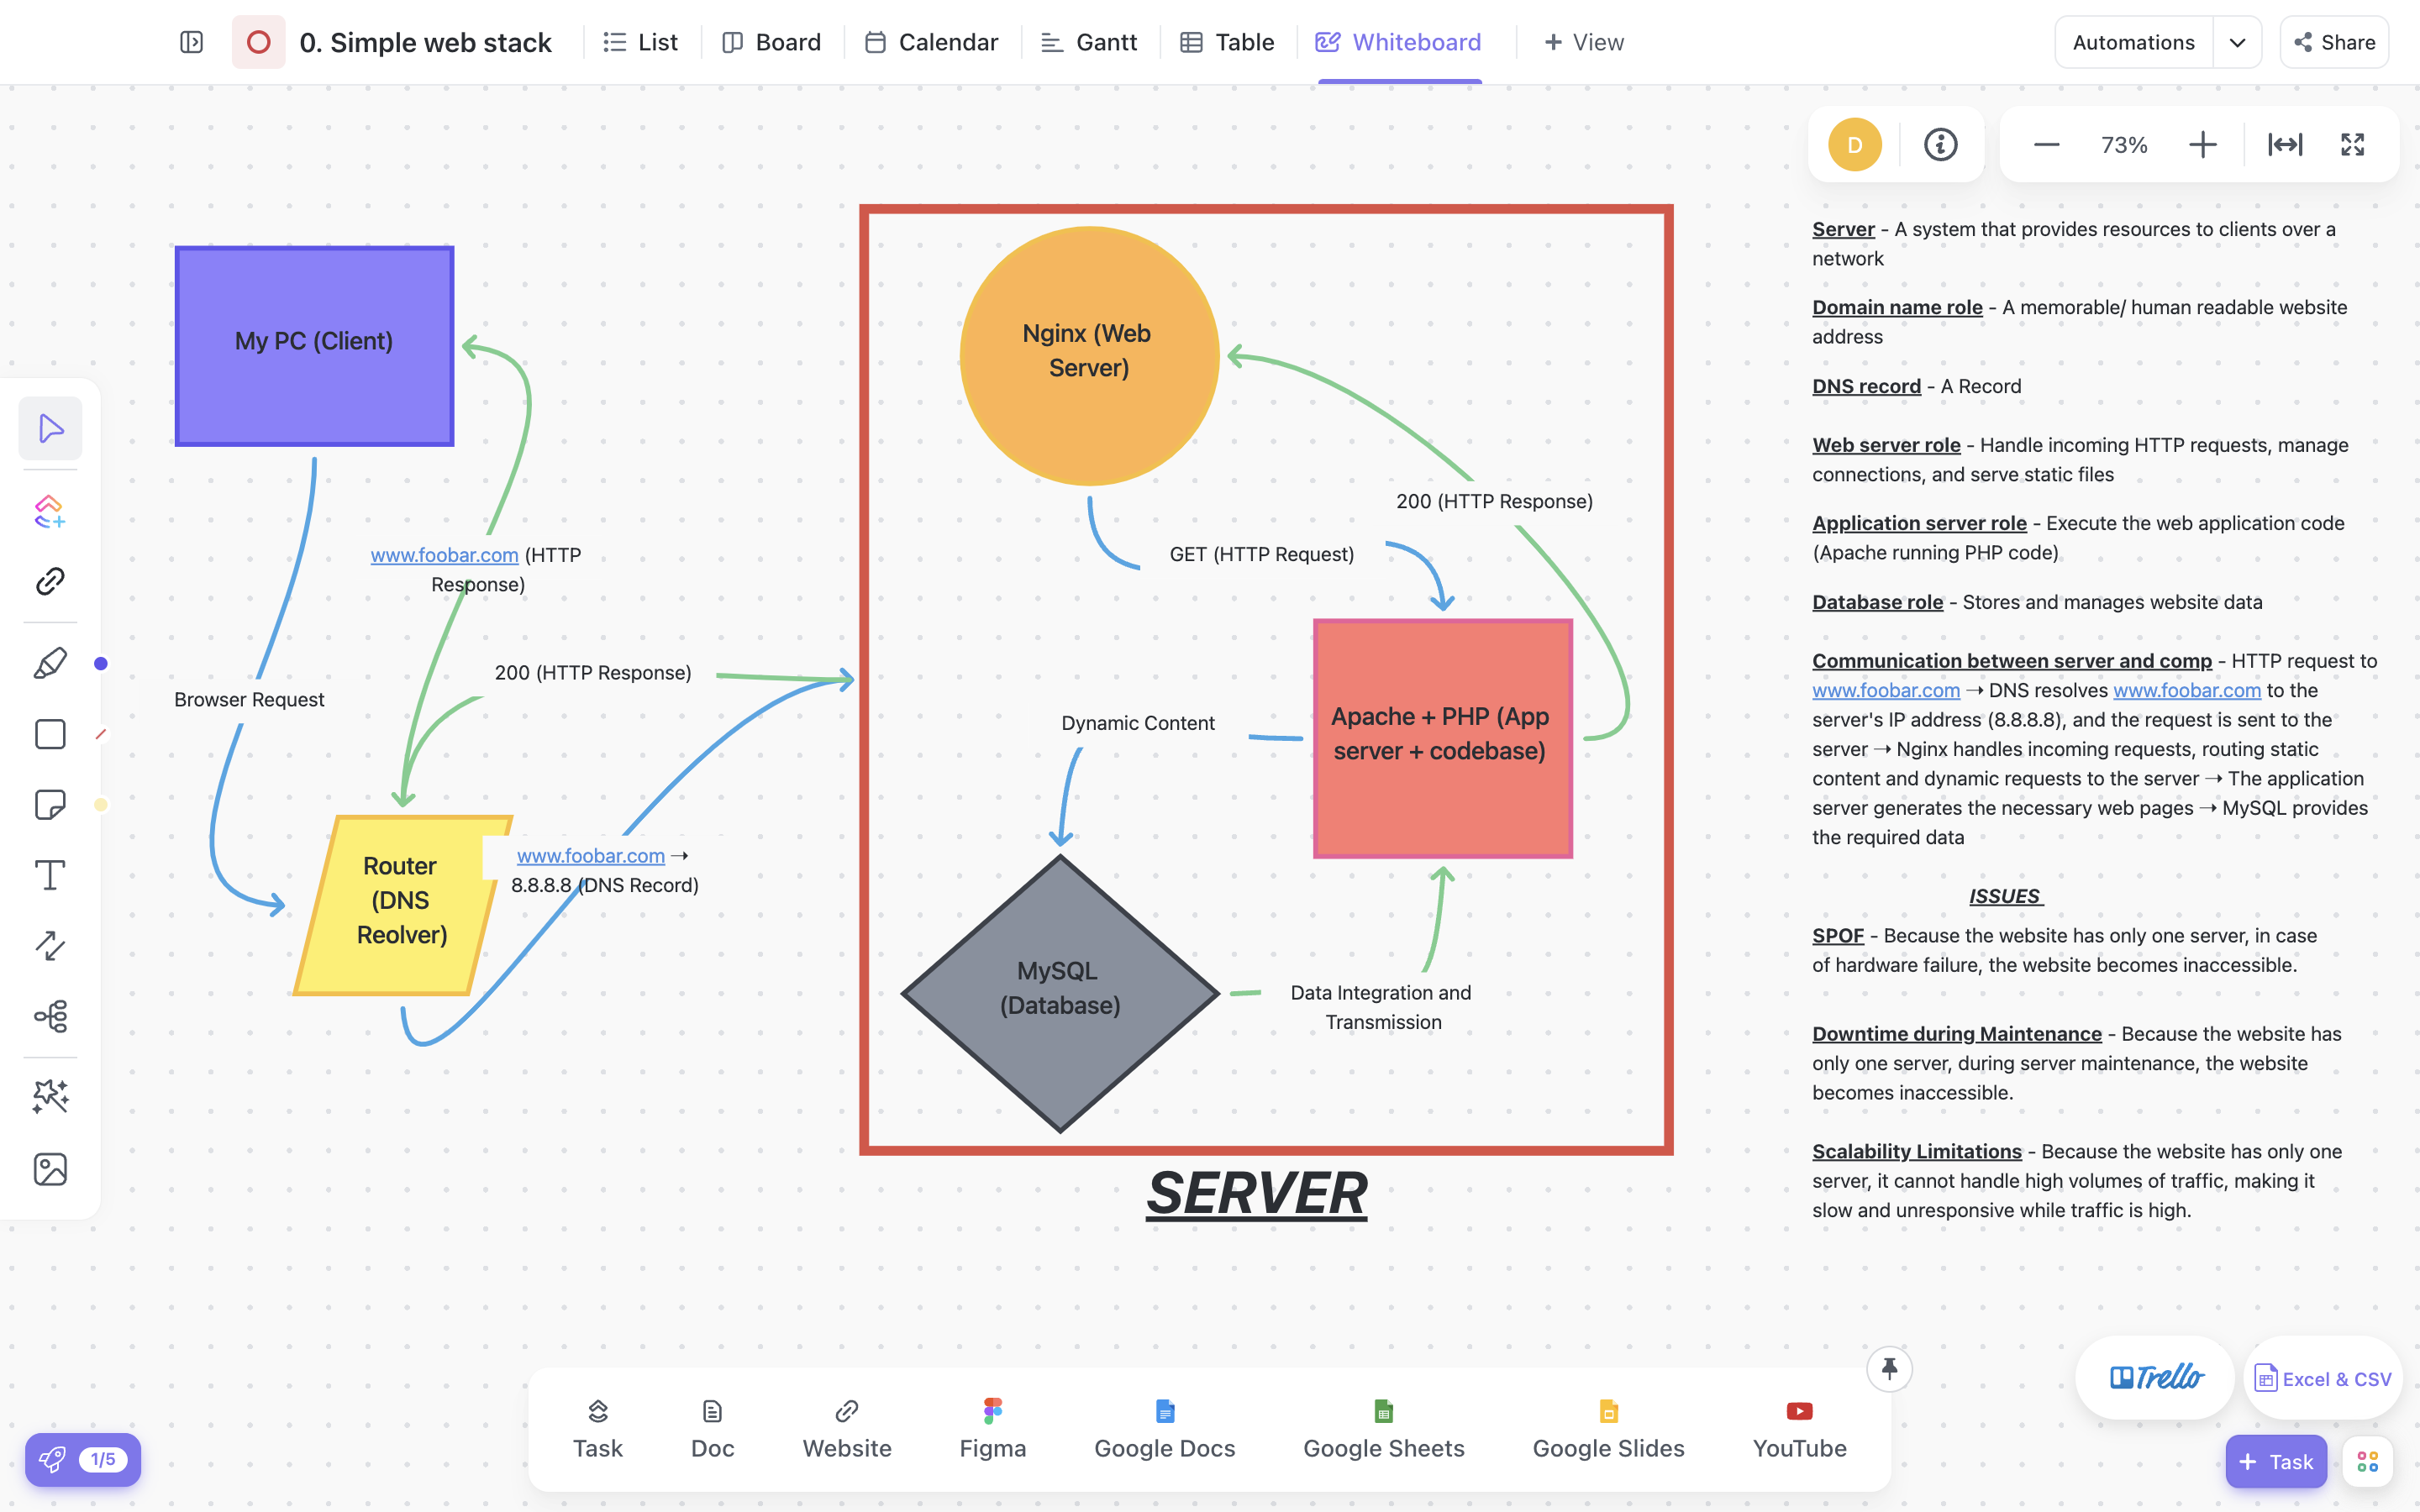 0. Simple web stack
List
Board
Calendar
Gantt
Table
Whiteboard
+ View
Automations
Share
D
73%
My PC (Client)
www.foobar.com (HTTP
Response)
Browser Request
200 (HTTP Response)
Router
(DNS
Reolver)
www.foobar.com →
8.8.8.8 (DNS Record)
Nginx (Web
Server)
200 (HTTP Response)
GET (HTTP Request)
Apache + PHP (App
server + codebase)
Dynamic Content
MySQL
(Database)
Data Integration and
Transmission
SERVER
Server - A system that provides resources to clients over a
network
Domain name role - A memorable/ human readable website
address
DNS record - A Record
Web server role - Handle incoming HTTP requests, manage
connections, and serve static files
Application server role - Execute the web application code
(Apache running PHP code)
Database role - Stores and manages website data
Communication between server and comp - HTTP request to
www.foobar.com → DNS resolves www.foobar.com to the
server's IP address (8.8.8.8), and the request is sent to the
server → Nginx handles incoming requests, routing static
content and dynamic requests to the server → The application
server generates the necessary web pages → MySQL provides
the required data
ISSUES
SPOF - Because the website has only one server, in case
of hardware failure, the website becomes inaccessible.
Downtime during Maintenance - Because the website has
only one server, during server maintenance, the website
becomes inaccessible.
Scalability Limitations - Because the website has only one
server, it cannot handle high volumes of traffic, making it
slow and unresponsive while traffic is high.
Trello
Excel & CSV
Task
Doc
Website
Figma
Google Docs
Google Sheets
Google Slides
YouTube
1/5
+ Task